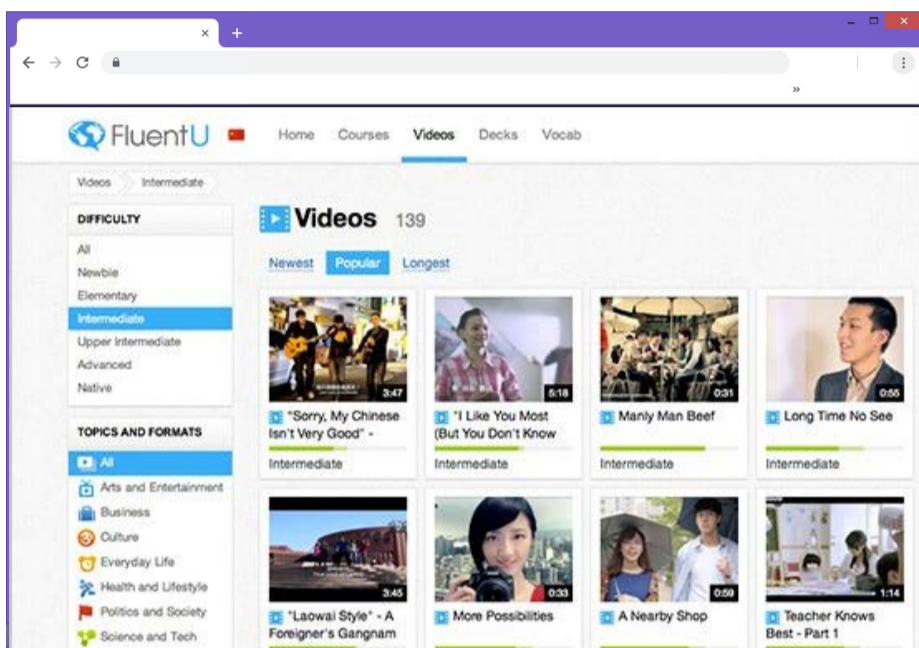 FluentU
Home Courses Videos Decks Vocab
Videos Intermediate
DIFFICULTY
All
Newbie
Elementary
Intermediate
Upper Intermediate
Advanced
Native
TOPICS AND FORMATS
All
Arts and Entertainment
Business
Culture
Everyday Life
Health and Lifestyle
Politics and Society
Science and Tech
Videos 139
Newest Popular Longest
3:47
"Sorry, My Chinese
Isn't Very Good" -
Intermediate
5:18
"I Like You Most
(But You Don't Know
Intermediate
0:31
Manly Man Beef
Intermediate
0:55
Long Time No See
Intermediate
3:45
"Laowai Style" - A
Foreigner's Gangnam
0:33
More Possibilities
0:59
A Nearby Shop
1:14
Teacher Knows
Best - Part 1